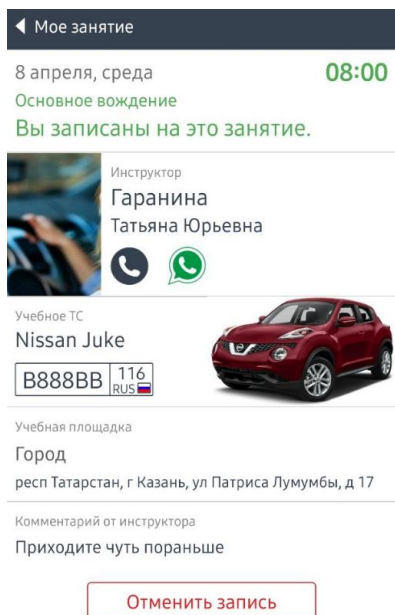 Мое занятие
8 апреля, среда 08:00
Основное вождение
Вы записаны на это занятие.
Инструктор
Гаранина
Татьяна Юрьевна
Учебное ТС
Nissan Juke
В888ВВ 116
RUS
Учебная площадка
Город
респ Татарстан, г Казань, ул Патриса Лумумбы, д 17
Комментарий от инструктора
Приходите чуть пораньше
Отменить запись